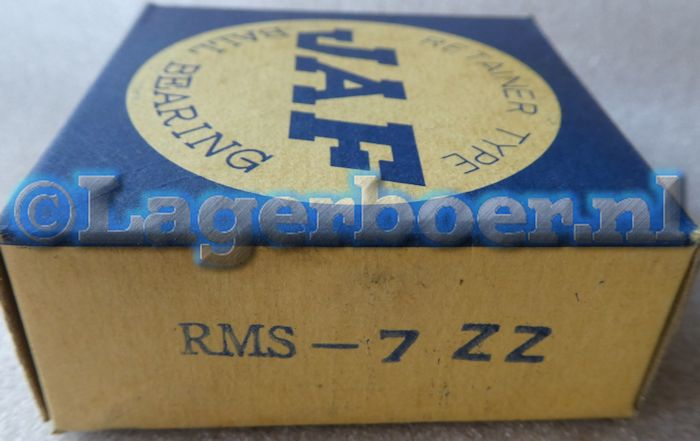 RETAINER TYPE
JAF
BALL BEARING
©Lagerboer.nl
RMS - 7 ZZ